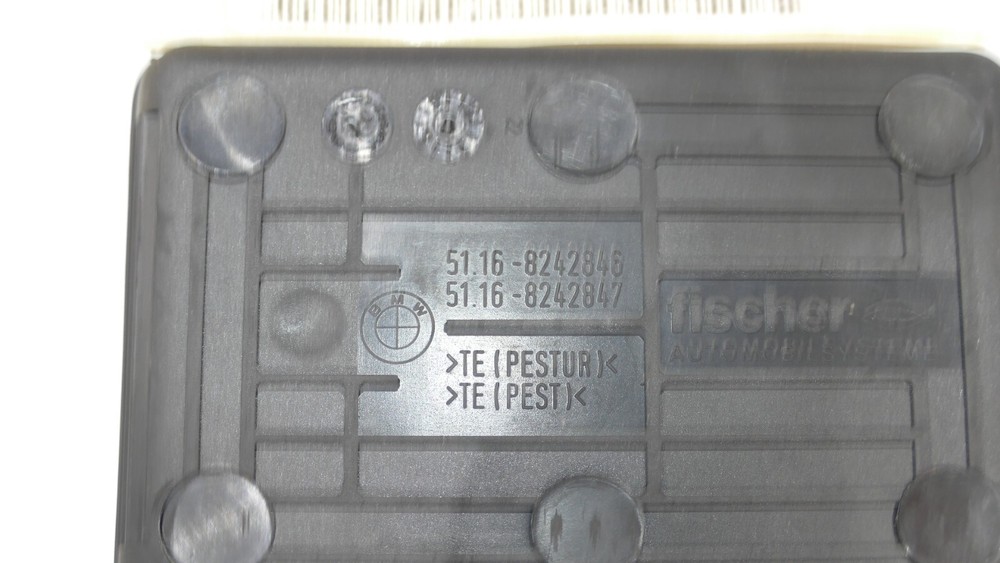 51.16 -8242846
51.16 -8242847
BMW
>TE (PESTUR)<
>TE (PEST)<
fischer
AUTOMOBILSYSTEME